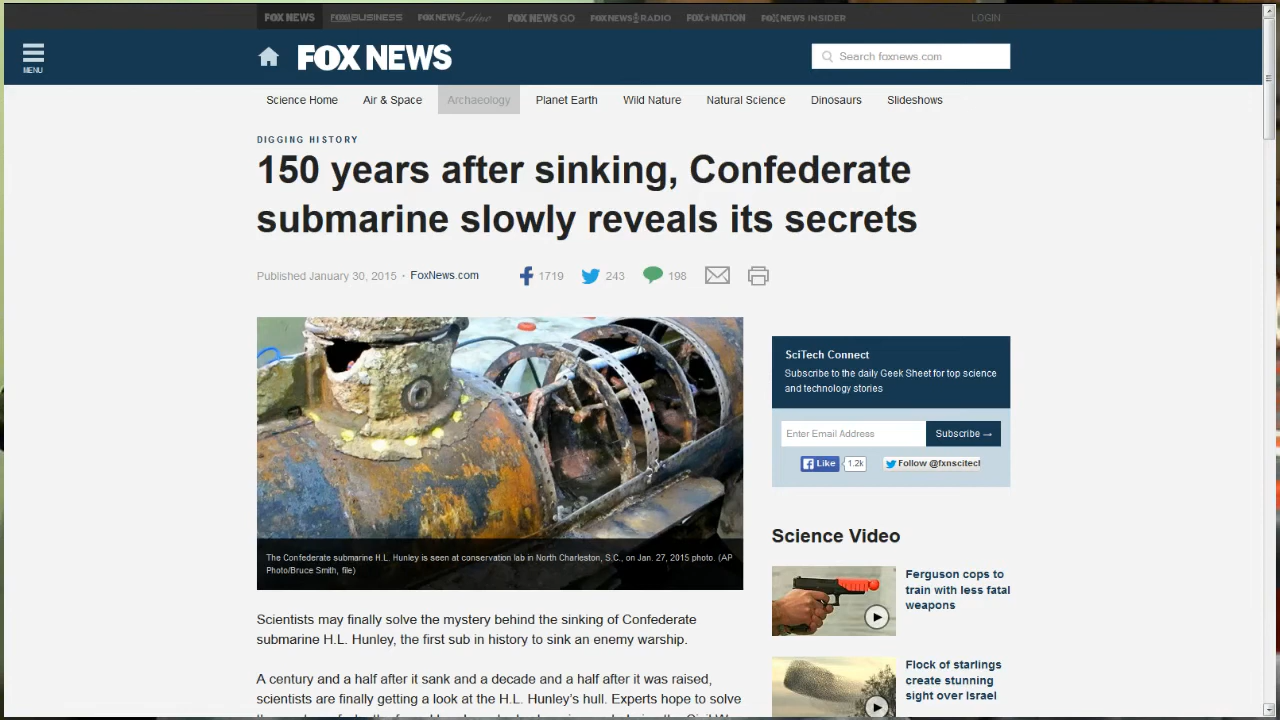 FOX NEWS FOX BUSINESS FOX NEWS Latino FOX NEWS GO FOX NEWS RADIO FOX NATION FOX NEWS INSIDER LOGIN
MENU
FOX NEWS
Search foxnews.com
Science Home Air & Space Archaeology Planet Earth Wild Nature Natural Science Dinosaurs Slideshows
DIGGING HISTORY
150 years after sinking, Confederate
submarine slowly reveals its secrets
Published January 30, 2015 · FoxNews.com 1719 243 198
The Confederate submarine H.L. Hunley is seen at conservation lab in North Charleston, S.C., on Jan. 27, 2015 photo. (AP
Photo/Bruce Smith, file)
Scientists may finally solve the mystery behind the sinking of Confederate
submarine H.L. Hunley, the first sub in history to sink an enemy warship.
A century and a half after it sank and a decade and a half after it was raised,
scientists are finally getting a look at the H.L. Hunley's hull. Experts hope to solve
SciTech Connect
Subscribe to the daily Geek Sheet for top science
and technology stories
Enter Email Address Subscribe →
Like 1.2k Follow @fxnscitech
Science Video
Ferguson cops to
train with less fatal
weapons
Flock of starlings
create stunning
sight over Israel